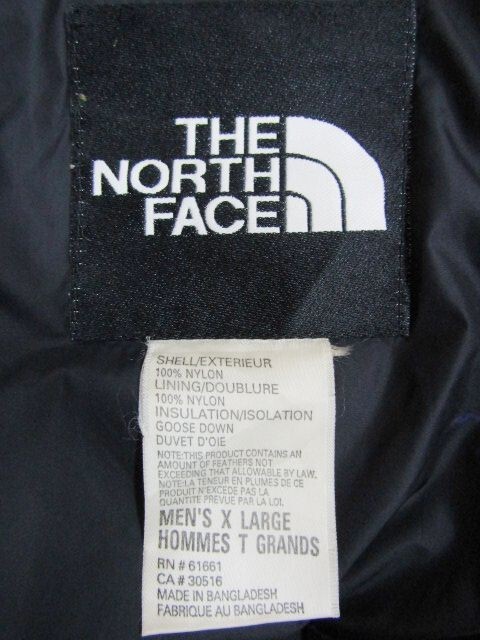 THE
NORTH
FACE
SHELL/EXTERIEUR
100% NYLON
LINING/DOUBLURE
100% NYLON
INSULATION/ISOLATION
GOOSE DOWN
DUVET D'OIE
NOTE:THIS PRODUCT CONTAINS AN
AMOUNT OF FEATHERS NOT
EXCEEDING THAT ALLOWABLE BY LAW.
NOTE:LA TENEUR EN PLUMES DE CE
PRODUIT N'EXCEDE PAS LA
QUANTITE PREVUE PAR LA LOI.
MEN'S X LARGE
HOMMES T GRANDS
RN # 61661
CA # 30516
MADE IN BANGLADESH
FABRIQUE AU BANGLADESH